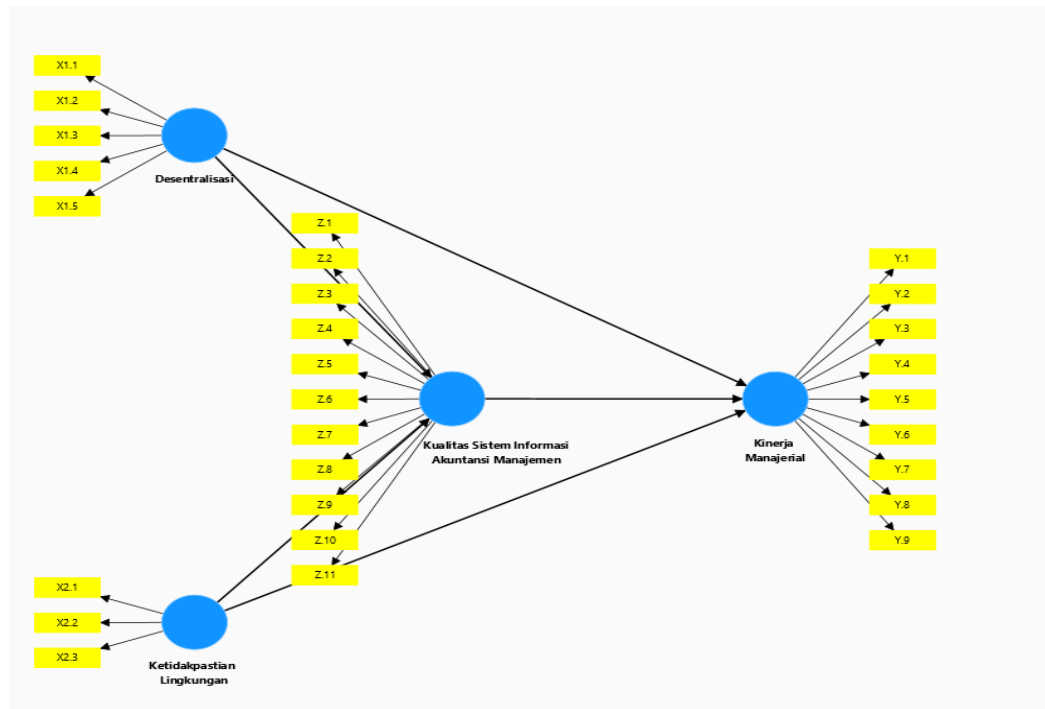 X1.1
X1.2
X1.3
X1.4
X1.5
Desentralisasi
Z.1
Z.2
Z.3
Z.4
Z.5
Z.6
Z.7
Z.8
Z.9
Z.10
Z.11
Kualitas Sistem Informasi
Akuntansi Manajemen
Y.1
Y.2
Y.3
Y.4
Y.5
Y.6
Y.7
Y.8
Y.9
Kinerja
Manajerial
X2.1
X2.2
X2.3
Ketidakpastian
Lingkungan